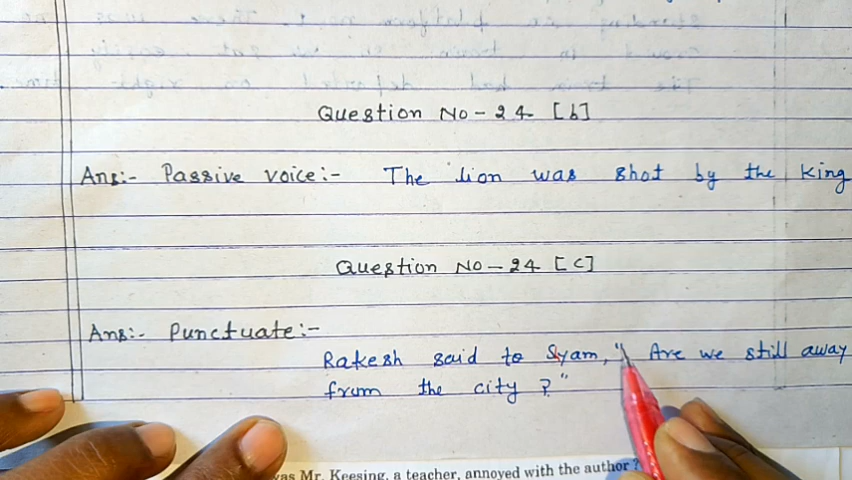 Question No - 24 [b]
Ans:- Passive voice:- The lion was shot by the king
Question No - 24 [c]
Ans:- Punctuate:-
Rakesh said to Syam, " Are we still away
from the city ? "
was Mr. Keesing, a teacher, annoyed with the author ?